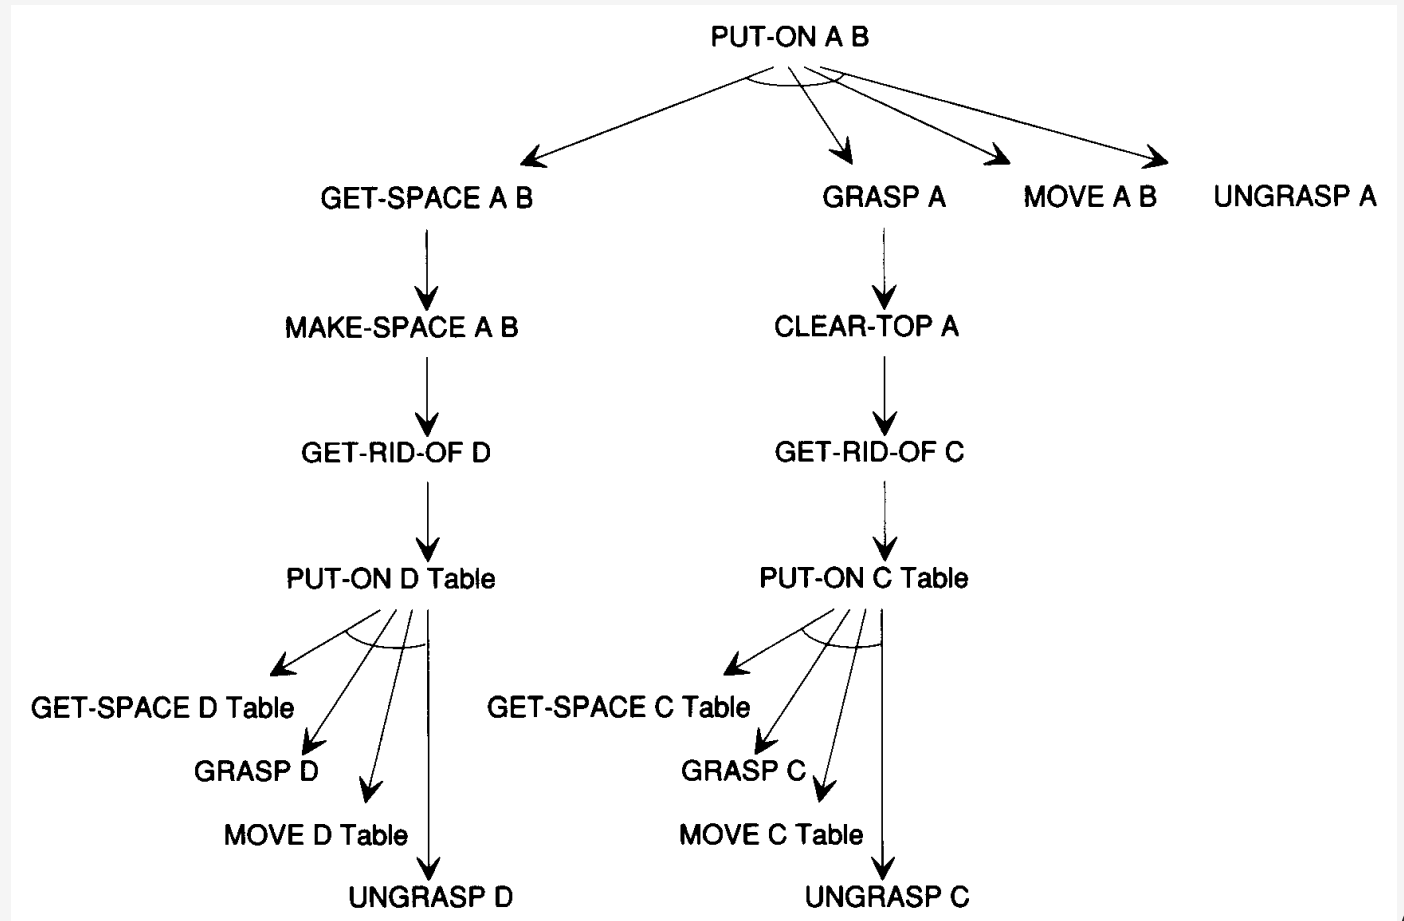 PUT-ON A B
GET-SPACE A B
GRASP A
MOVE A B
UNGRASP A
MAKE-SPACE A B
CLEAR-TOP A
GET-RID-OF D
GET-RID-OF C
PUT-ON D Table
PUT-ON C Table
GET-SPACE D Table
GET-SPACE C Table
GRASP D
GRASP C
MOVE D Table
MOVE C Table
UNGRASP D
UNGRASP C